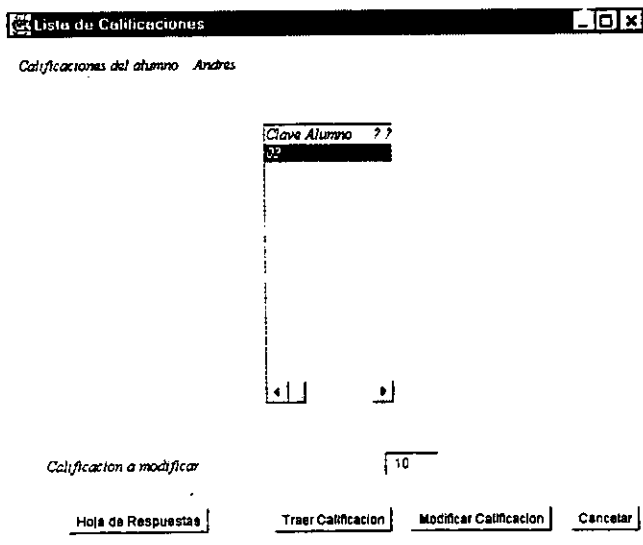 Lista de Calificaciones
Calificaciones del alumno Andres
Clave Alumno ? ?
02
Calificacion a modificar 10
Hoja de Respuestas Traer Calificacion Modificar Calificacion Cancelar